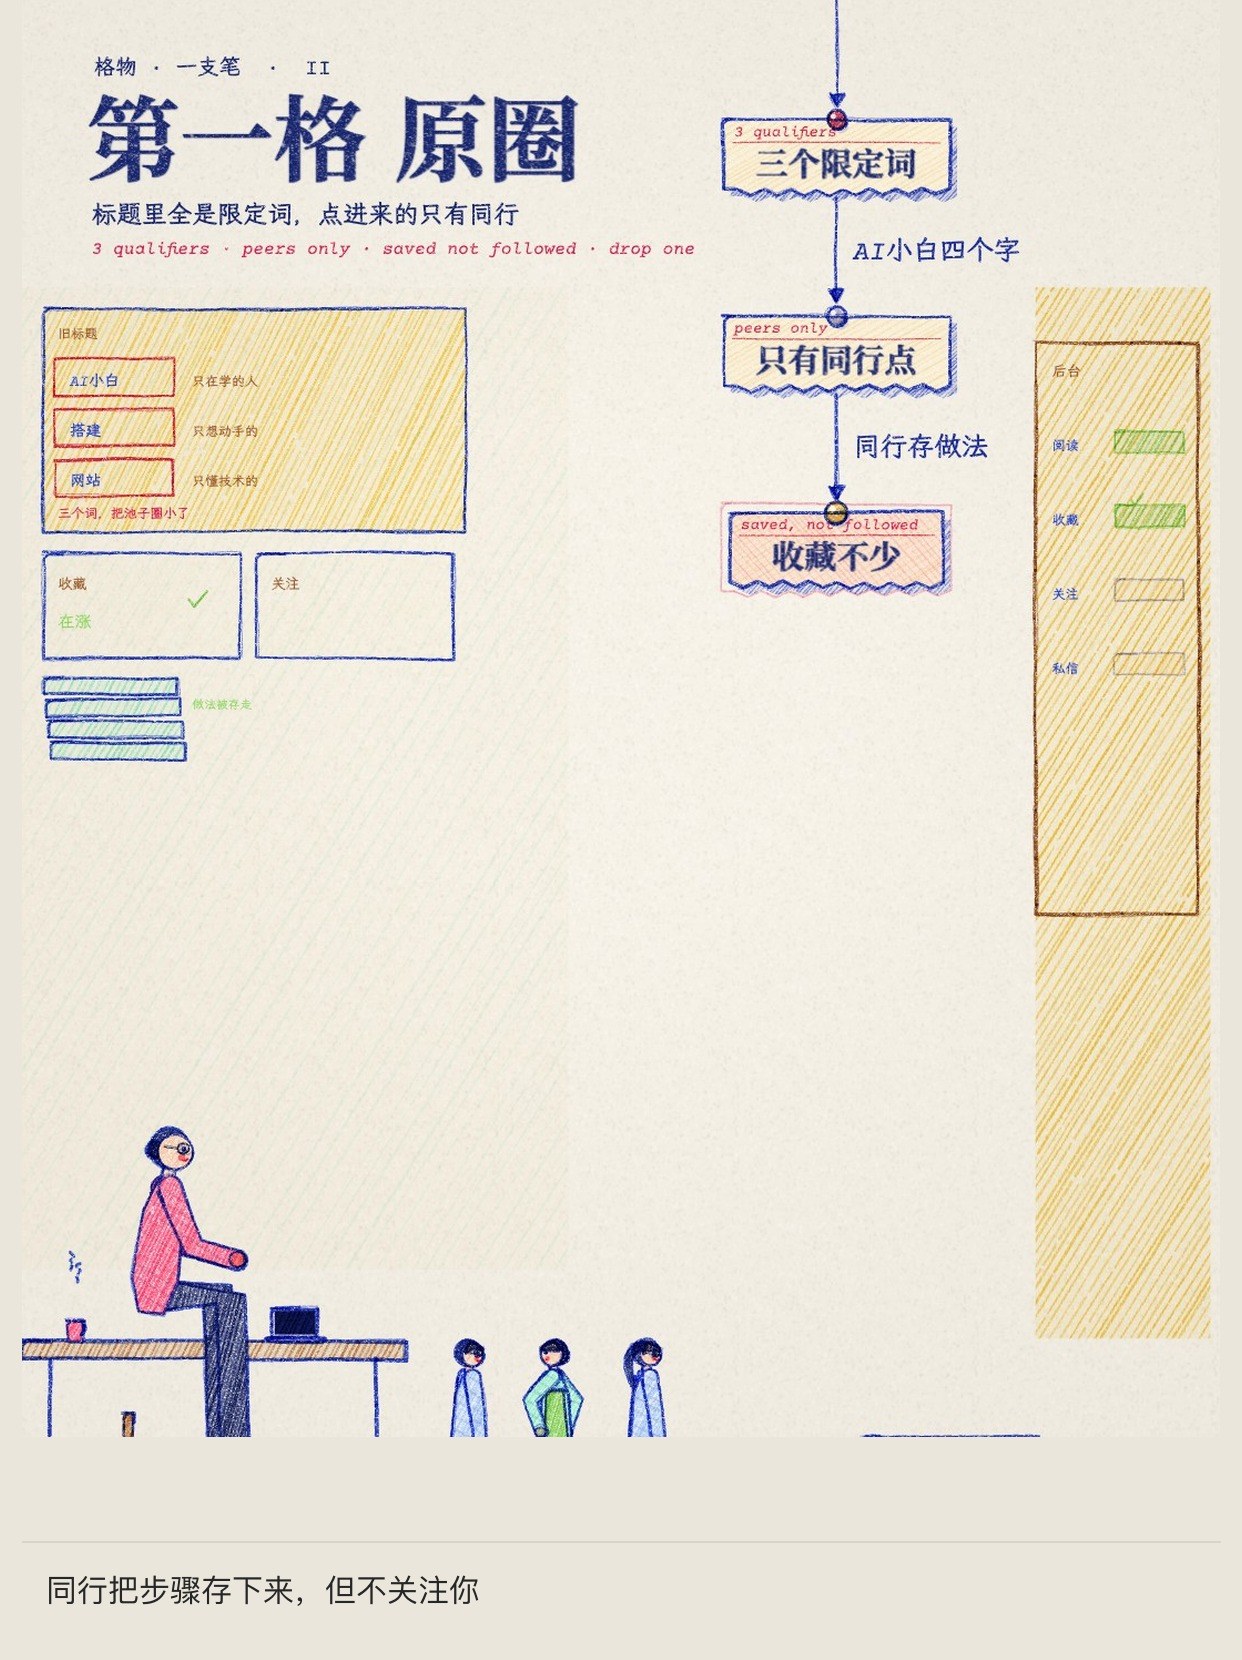 格物 · 一支笔 · II
第一格 原圈
标题里全是限定词，点进来的只有同行
3 qualifiers · peers only · saved not followed · drop one
旧标题
AI小白 只在学的人
搭建 只想动手的
网站 只懂技术的
三个词，把池子圈小了
收藏
在涨
关注
做法被存走
3 qualifiers
三个限定词
AI小白四个字
peers only
只有同行点
同行存做法
saved, not followed
收藏不少
后台
阅读
收藏
关注
私信
同行把步骤存下来，但不关注你